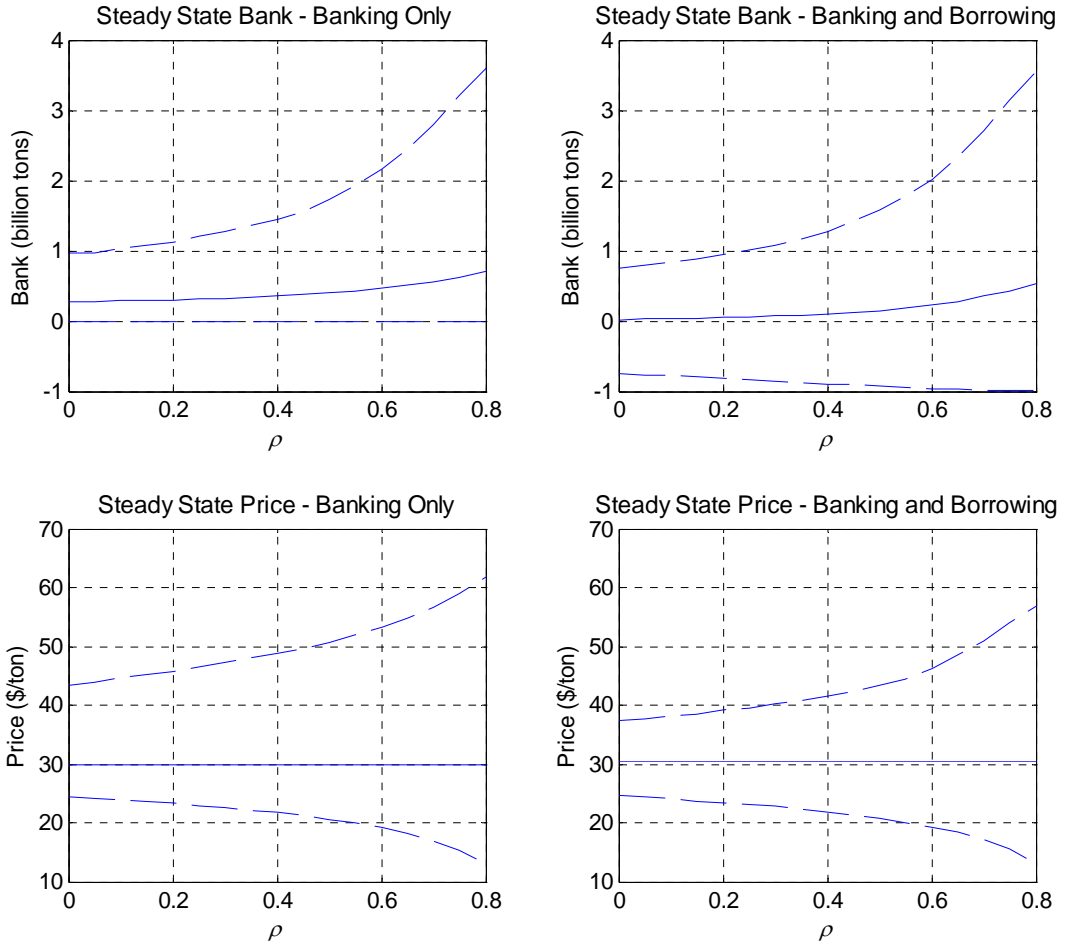 Steady State Bank - Banking Only
Bank (billion tons)
4
3
2
1
0
-1
0 0.2 0.4 0.6 0.8
ρ
Steady State Bank - Banking and Borrowing
Bank (billion tons)
4
3
2
1
0
-1
0 0.2 0.4 0.6 0.8
ρ
Steady State Price - Banking Only
Price ($/ton)
70
60
50
40
30
20
10
0 0.2 0.4 0.6 0.8
ρ
Steady State Price - Banking and Borrowing
Price ($/ton)
70
60
50
40
30
20
10
0 0.2 0.4 0.6 0.8
ρ